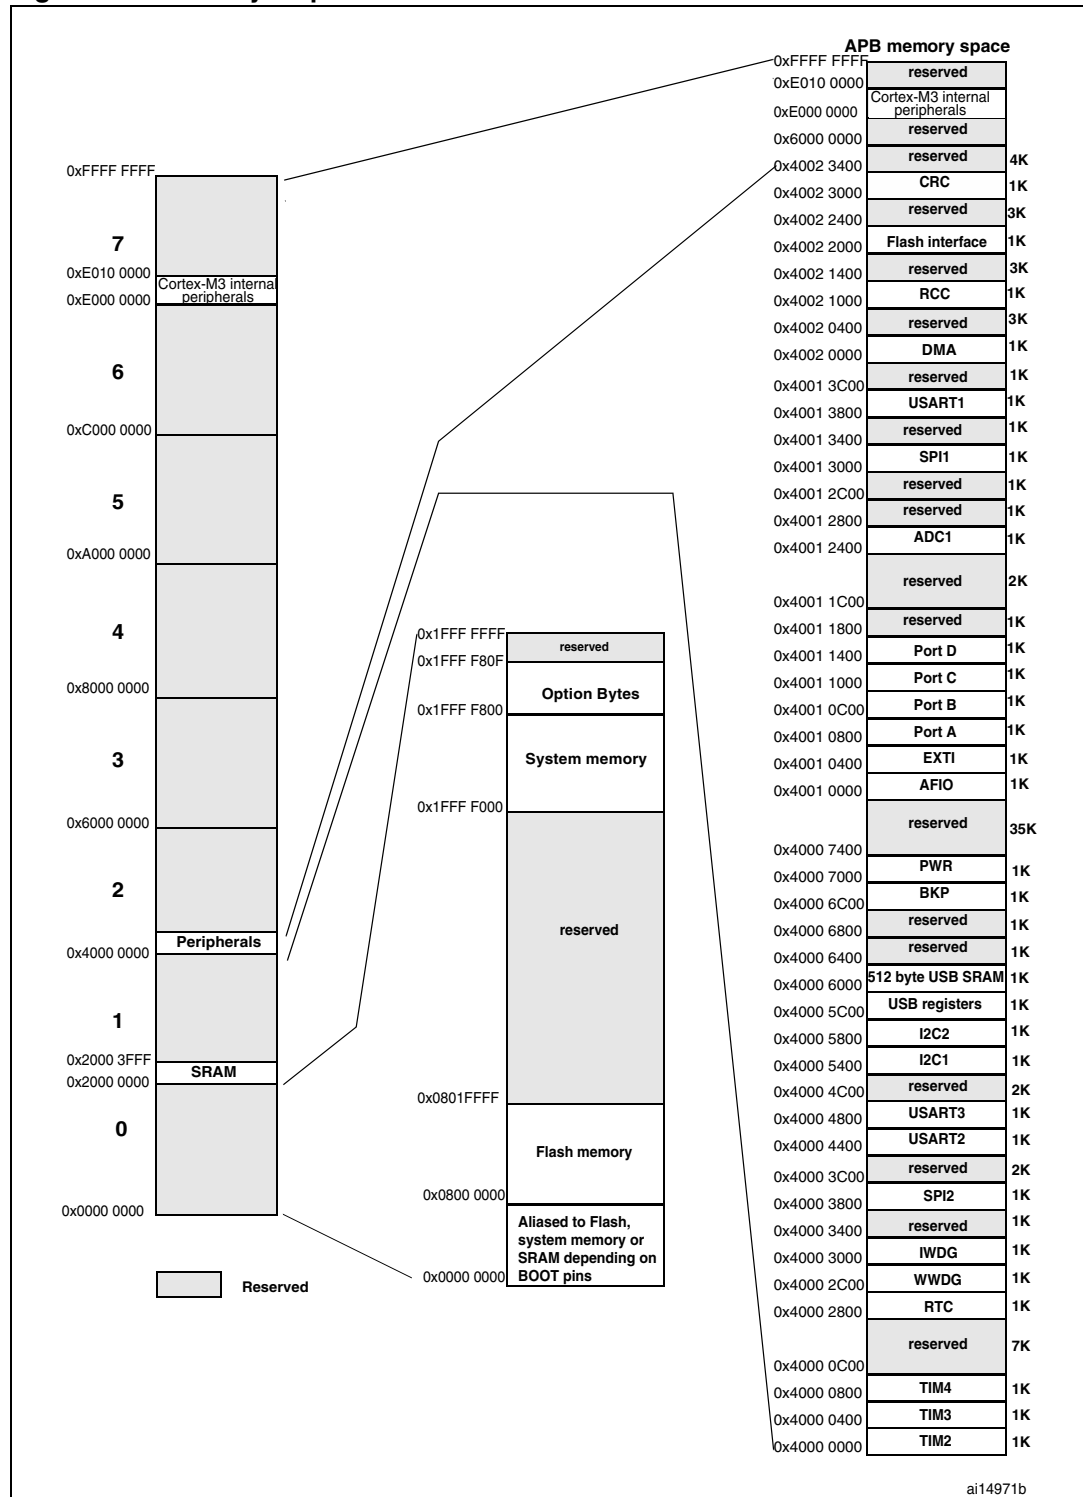 APB memory space
0xFFFF FFFF
reserved
0xE010 0000
Cortex-M3 internal
peripherals
0xE000 0000
reserved
0x6000 0000
reserved
4K
0x4002 3400
CRC
1K
0x4002 3000
reserved
3K
0x4002 2400
Flash interface
1K
0x4002 2000
reserved
3K
0x4002 1400
RCC
1K
0x4002 1000
reserved
3K
0x4002 0400
DMA
1K
0x4002 0000
reserved
1K
0x4001 3C00
USART1
1K
0x4001 3800
reserved
1K
0x4001 3400
SPI1
1K
0x4001 3000
reserved
1K
0x4001 2C00
reserved
1K
0x4001 2800
ADC1
1K
0x4001 2400
reserved
2K
0x4001 1C00
reserved
1K
0x4001 1800
Port D
1K
0x4001 1400
Port C
1K
0x4001 1000
Port B
1K
0x4001 0C00
Port A
1K
0x4001 0800
EXTI
1K
0x4001 0400
AFIO
1K
0x4001 0000
reserved
35K
0x4000 7400
PWR
1K
0x4000 7000
BKP
1K
0x4000 6C00
reserved
1K
0x4000 6800
reserved
1K
0x4000 6400
512 byte USB SRAM
1K
0x4000 6000
USB registers
1K
0x4000 5C00
I2C2
1K
0x4000 5800
I2C1
1K
0x4000 5400
reserved
2K
0x4000 4C00
USART3
1K
0x4000 4800
USART2
1K
0x4000 4400
reserved
2K
0x4000 3C00
SPI2
1K
0x4000 3800
reserved
1K
0x4000 3400
IWDG
1K
0x4000 3000
WWDG
1K
0x4000 2C00
RTC
1K
0x4000 2800
reserved
7K
0x4000 0C00
TIM4
1K
0x4000 0800
TIM3
1K
0x4000 0400
TIM2
1K
0x4000 0000
0xFFFF FFFF
7
0xE010 0000
Cortex-M3 internal
peripherals
0xE000 0000
6
0xC000 0000
5
0xA000 0000
4
0x8000 0000
3
0x6000 0000
2
Peripherals
0x4000 0000
1
0x2000 3FFF
SRAM
0x2000 0000
0
0x0000 0000
Reserved
0x1FFF FFFF
reserved
0x1FFF F80F
Option Bytes
0x1FFF F800
System memory
0x1FFF F000
reserved
0x0801FFFF
Flash memory
0x0800 0000
Aliased to Flash,
system memory or
SRAM depending on
BOOT pins
0x0000 0000
ai14971b